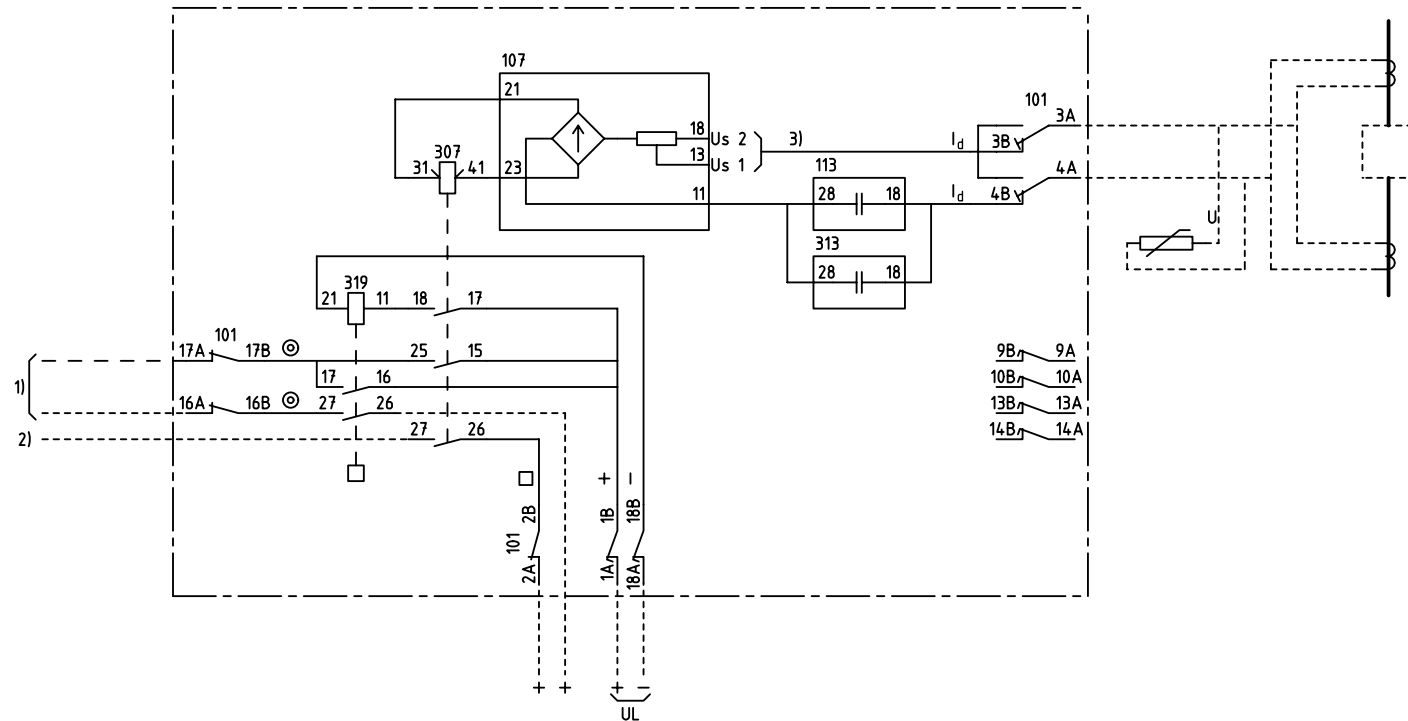 107
21
101
3A
18 Us 2 3) Id 3B
307 13 Us 1
31 41 23 113 4A
11 28 18 Id 4B
U
313
28 18
319
21 11 18 17
101
17A 17B 25 15 9B 9A
1) 17 16 10B 10A
16A 16B 27 26 13B 13A
2) 27 26 14B 14A
+ −
2B 1B 18B
101
2A 1A 18A
+ + + −
UL